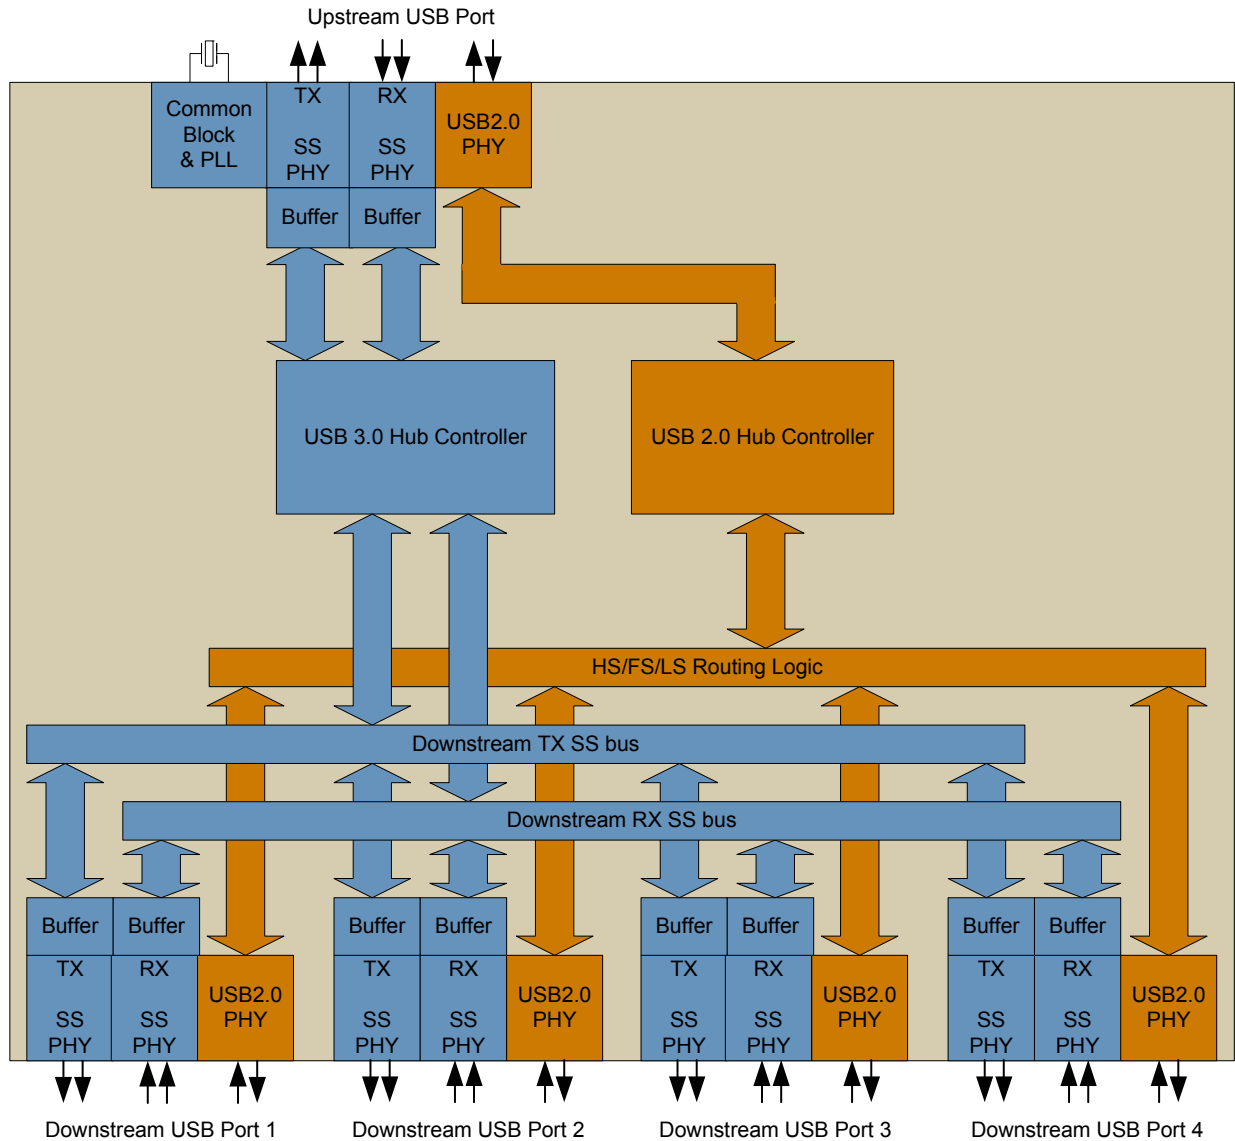 Upstream USB Port
Common
Block
& PLL
TX
SS
PHY
RX
SS
PHY
USB2.0
PHY
Buffer
Buffer
USB 3.0 Hub Controller
USB 2.0 Hub Controller
HS/FS/LS Routing Logic
Downstream TX SS bus
Downstream RX SS bus
Buffer
Buffer
TX
SS
PHY
RX
SS
PHY
USB2.0
PHY
Buffer
Buffer
TX
SS
PHY
RX
SS
PHY
USB2.0
PHY
Buffer
Buffer
TX
SS
PHY
RX
SS
PHY
USB2.0
PHY
Buffer
Buffer
TX
SS
PHY
RX
SS
PHY
USB2.0
PHY
Downstream USB Port 1
Downstream USB Port 2
Downstream USB Port 3
Downstream USB Port 4